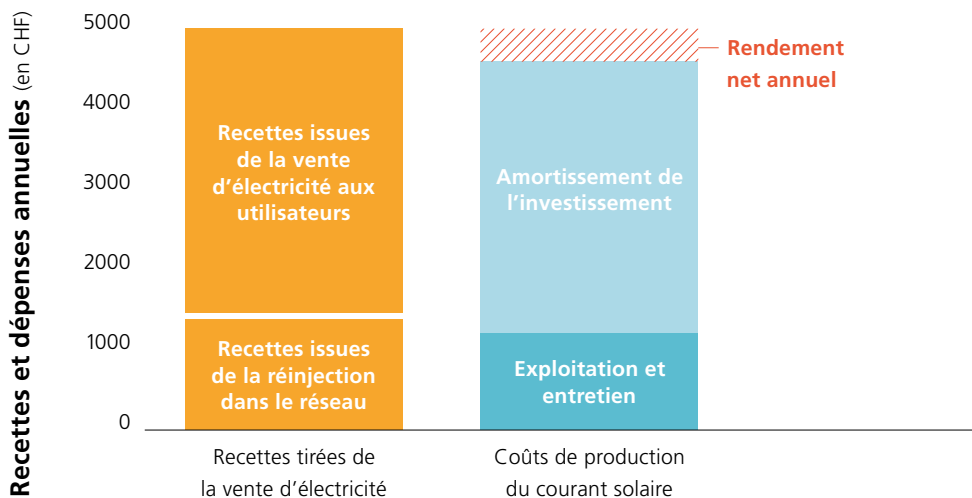 Recettes et dépenses annuelles (en CHF)
5000
4000
3000
2000
1000
0
Recettes issues
de la vente
d’électricité aux
utilisateurs
Recettes issues
de la réinjection
dans le réseau
Rendement
net annuel
Amortissement de
l’investissement
Exploitation et
entretien
Recettes tirées de
la vente d’électricité
Coûts de production
du courant solaire